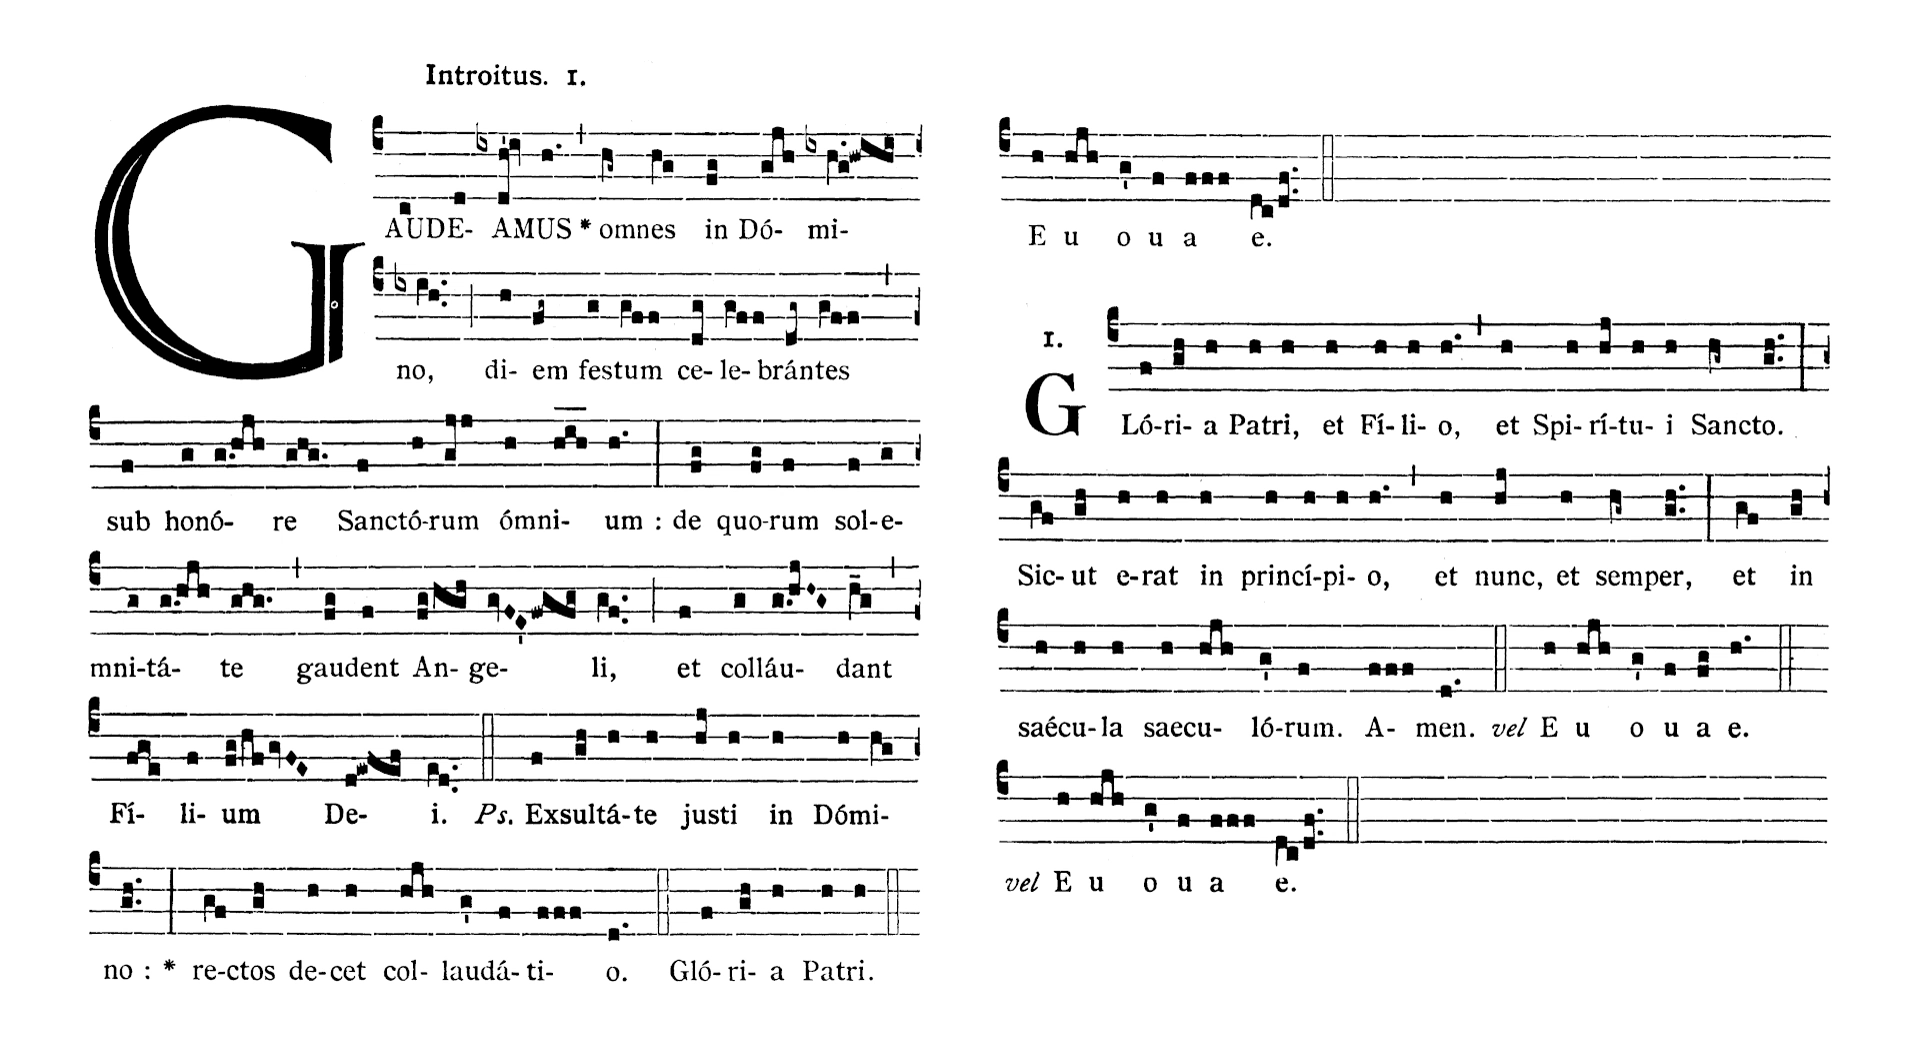 Introitus. 1.
GAUDE- AMUS * omnes in Dó- mi-
no, di- em festum ce- le- brántes
sub honó- re Sanctó-rum ómni- um : de quo-rum sol-e-
mni-tá- te gaudent An- ge- li, et colláu- dant
Fí- li- um De- i. Ps. Exsultá-te justi in Dómi-
no : * re-ctos de-cet col- laudá- ti- o. Gló- ri- a Patri.
E u o u a e.
1.
GLó-ri- a Patri, et Fí- li- o, et Spi- rí-tu- i Sancto.
Sic- ut e-rat in princí-pi- o, et nunc, et semper, et in
saécu- la saecu- ló-rum. A- men. vel E u o u a e.
vel E u o u a e.